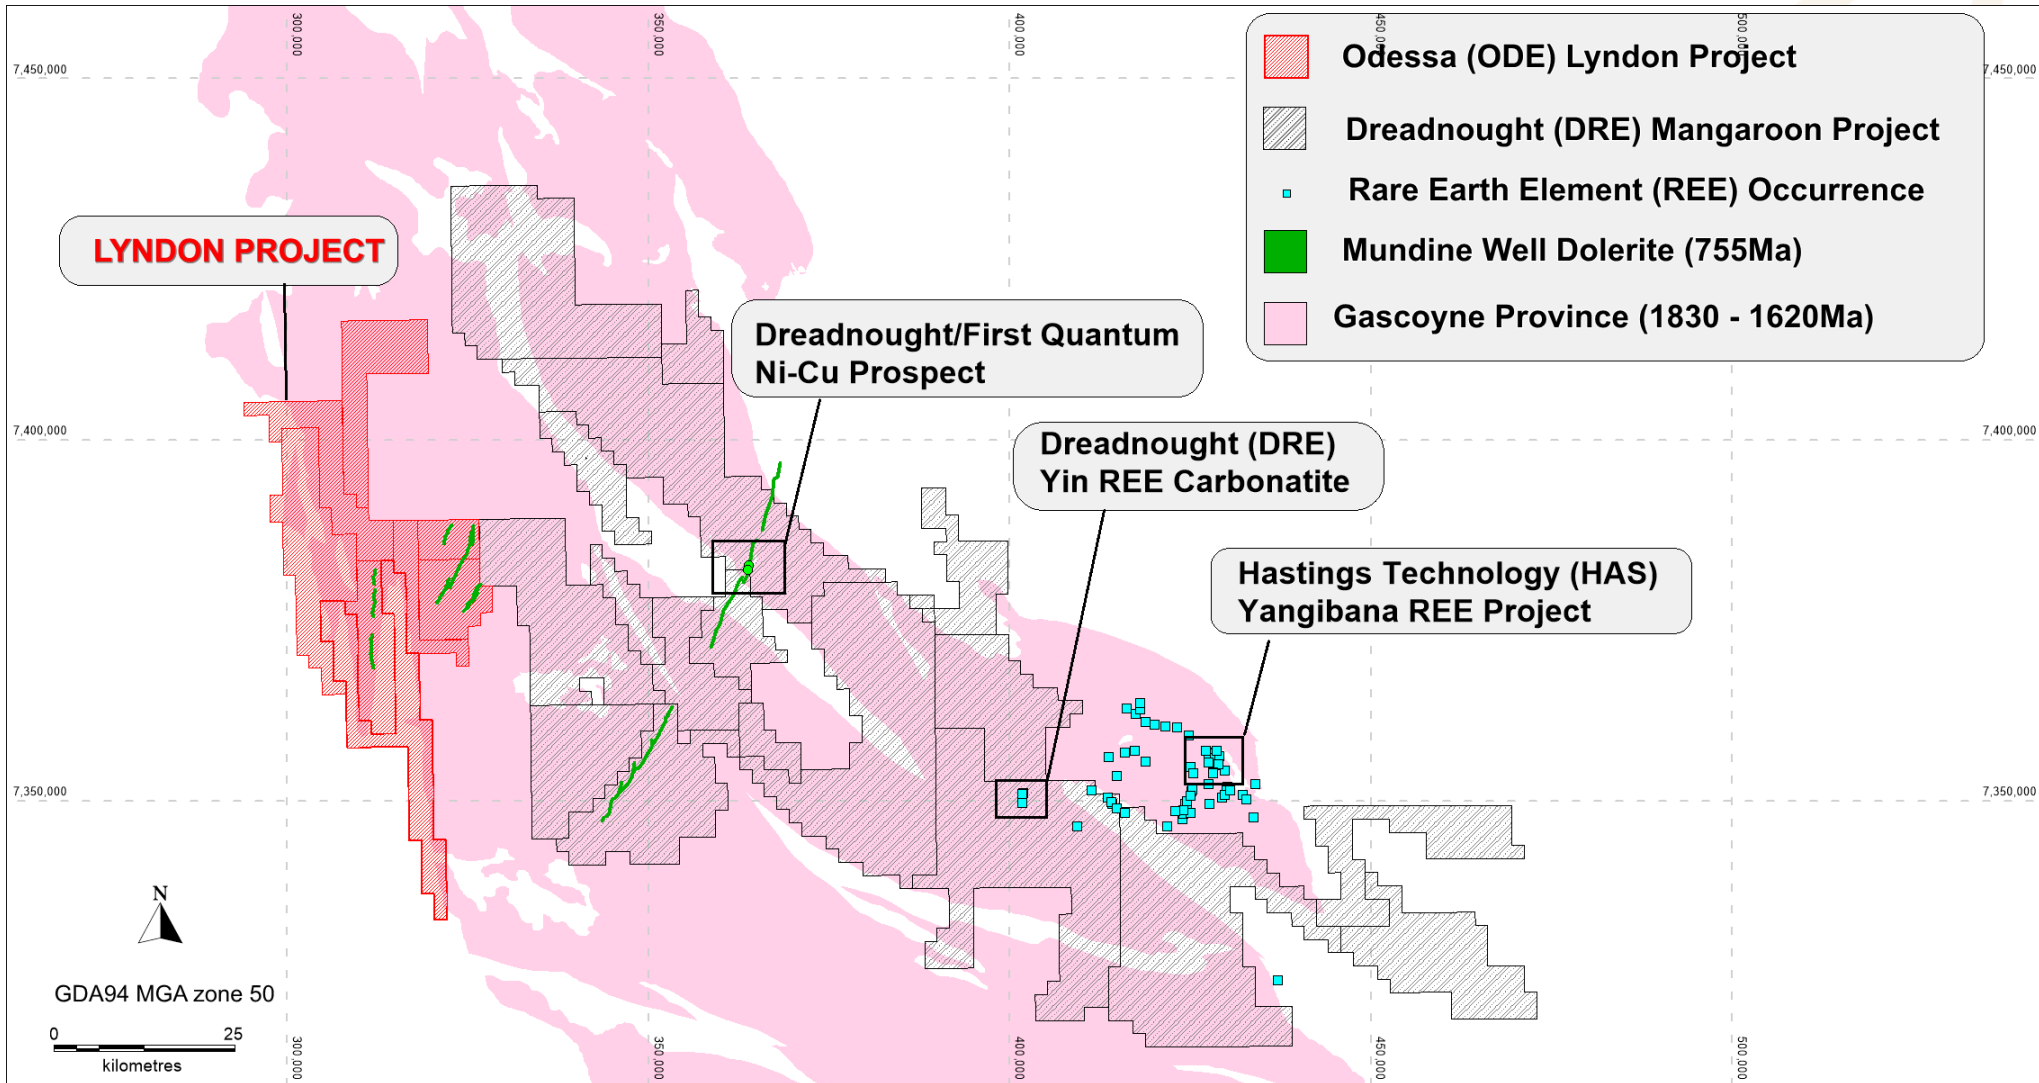 300,000
350,000
400,000
450,000
500,000
7,450,000
7,450,000
Odessa (ODE) Lyndon Project
Dreadnought (DRE) Mangaroon Project
Rare Earth Element (REE) Occurrence
Mundine Well Dolerite (755Ma)
Gascoyne Province (1830 - 1620Ma)
LYNDON PROJECT
Dreadnought/First Quantum
Ni-Cu Prospect
7,400,000
7,400,000
Dreadnought (DRE)
Yin REE Carbonatite
Hastings Technology (HAS)
Yangibana REE Project
7,350,000
7,350,000
N
GDA94 MGA zone 50
0 25
kilometres
300,000
350,000
400,000
450,000
500,000